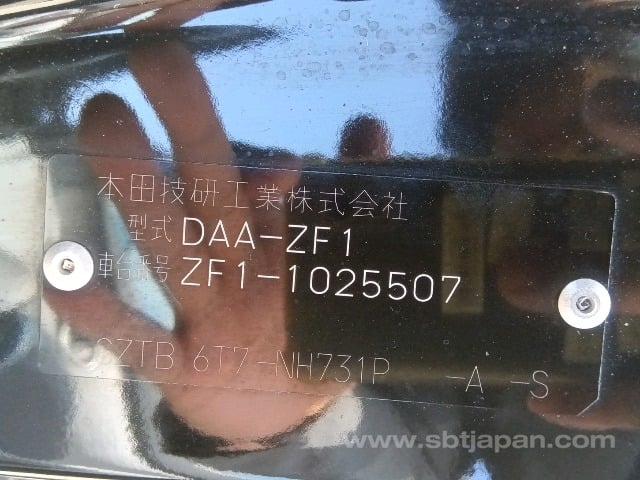 本田技研工業株式会社
型式 DAA-ZF1
車台番号 ZF1-1025507
6T7-NH731P -A -S
www.sbtjapan.com